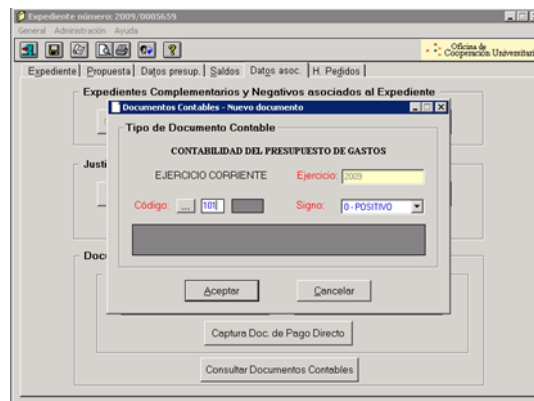 Expediente número: 2009/0005659
General Administración Ayuda
Oficina de
Cooperación Universitaria
Expediente Propuesta Datos presup. Saldos Datos asoc. H. Pedidos
Expedientes Complementarios y Negativos asociados al Expediente
Documentos Contables - Nuevo documento
Tipo de Documento Contable
CONTABILIDAD DEL PRESUPUESTO DE GASTOS
Justi
EJERCICIO CORRIENTE Ejercicio: 2009
Código: ... 101 Signo: 0 - POSITIVO
Docu
Aceptar Cancelar
Captura Doc. de Pago Directo
Consultar Documentos Contables